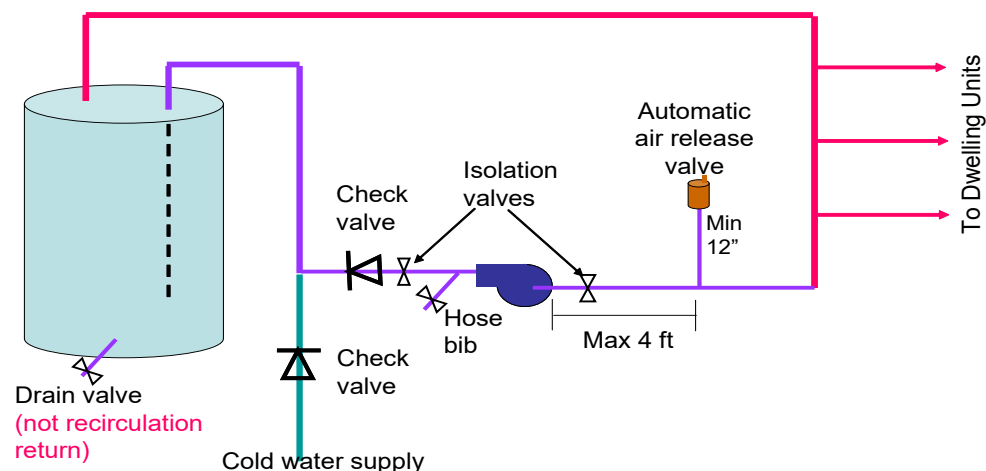 Automatic
air release
valve
Isolation
valves
Check
valve
Min
12”
To Dwelling Units
Hose
bib
Max 4 ft
Check
valve
Drain valve
(not recirculation
return)
Cold water supply